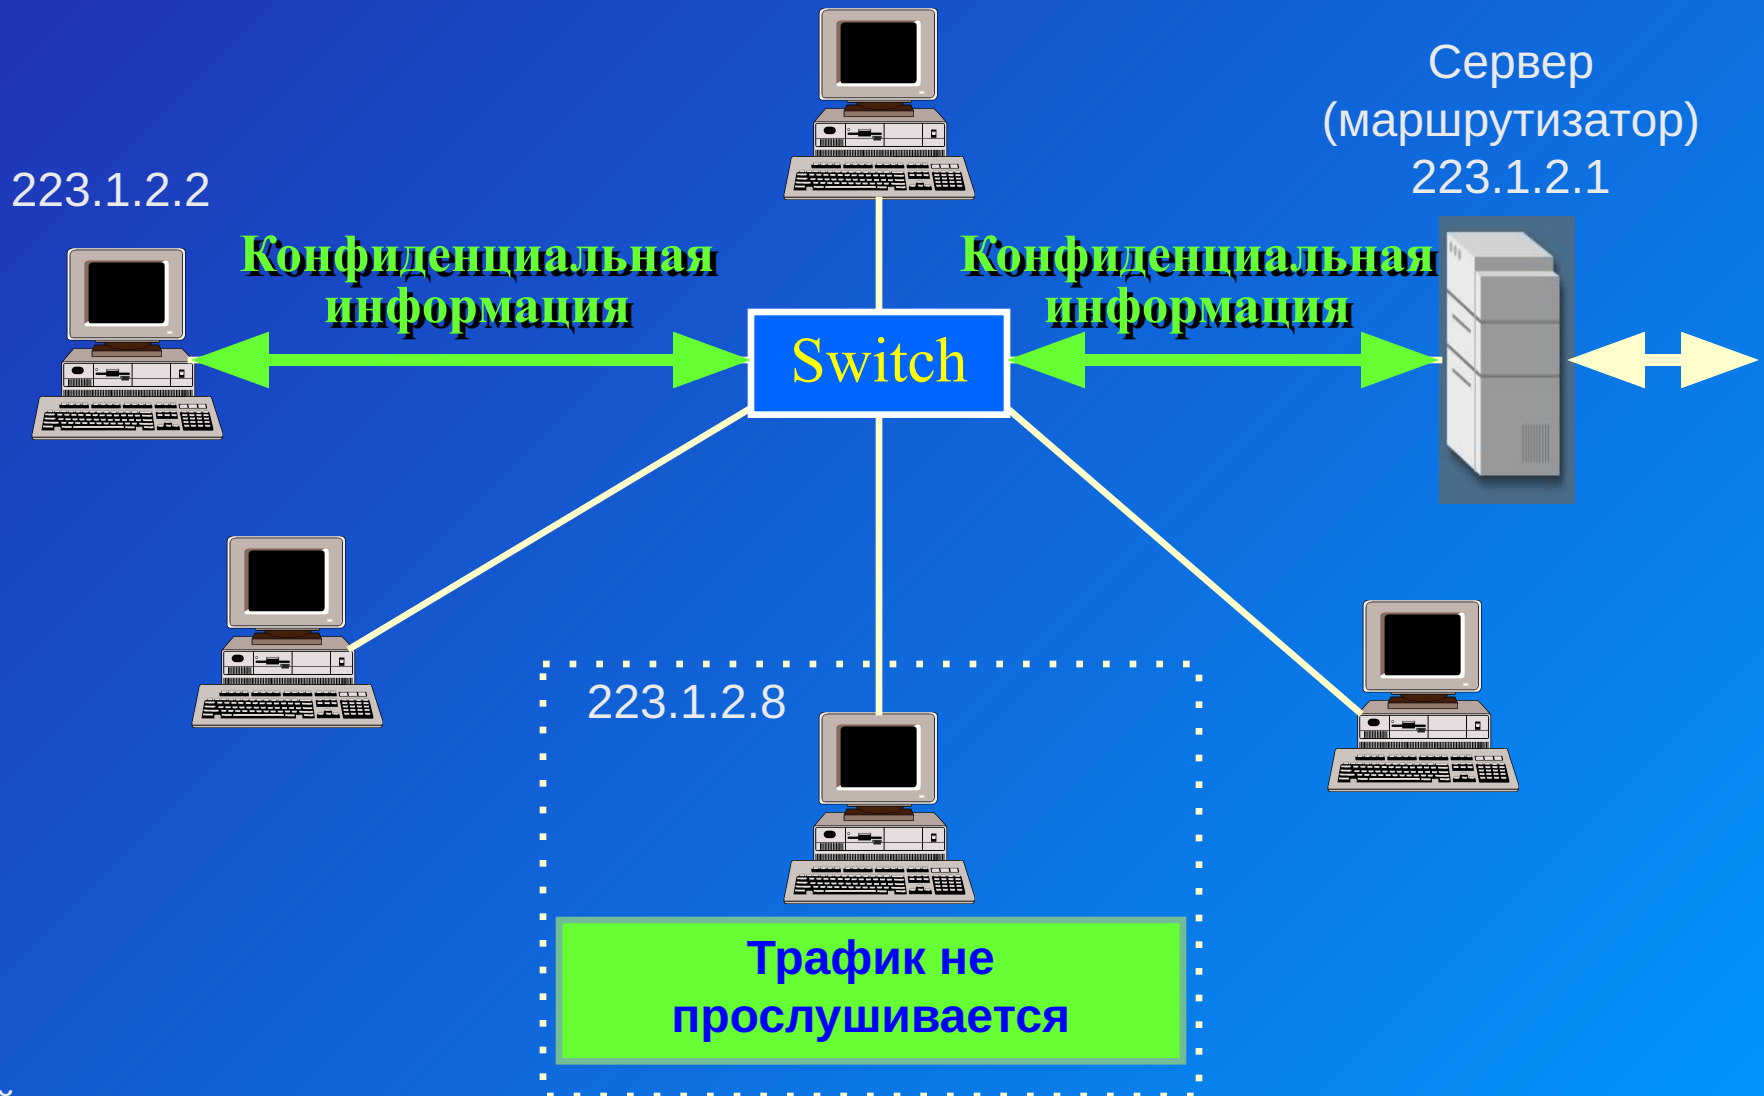 Сервер
(маршрутизатор)
223.1.2.1
223.1.2.2
Конфиденциальная
информация
Конфиденциальная
информация
Switch
223.1.2.8
Трафик не
прослушивается